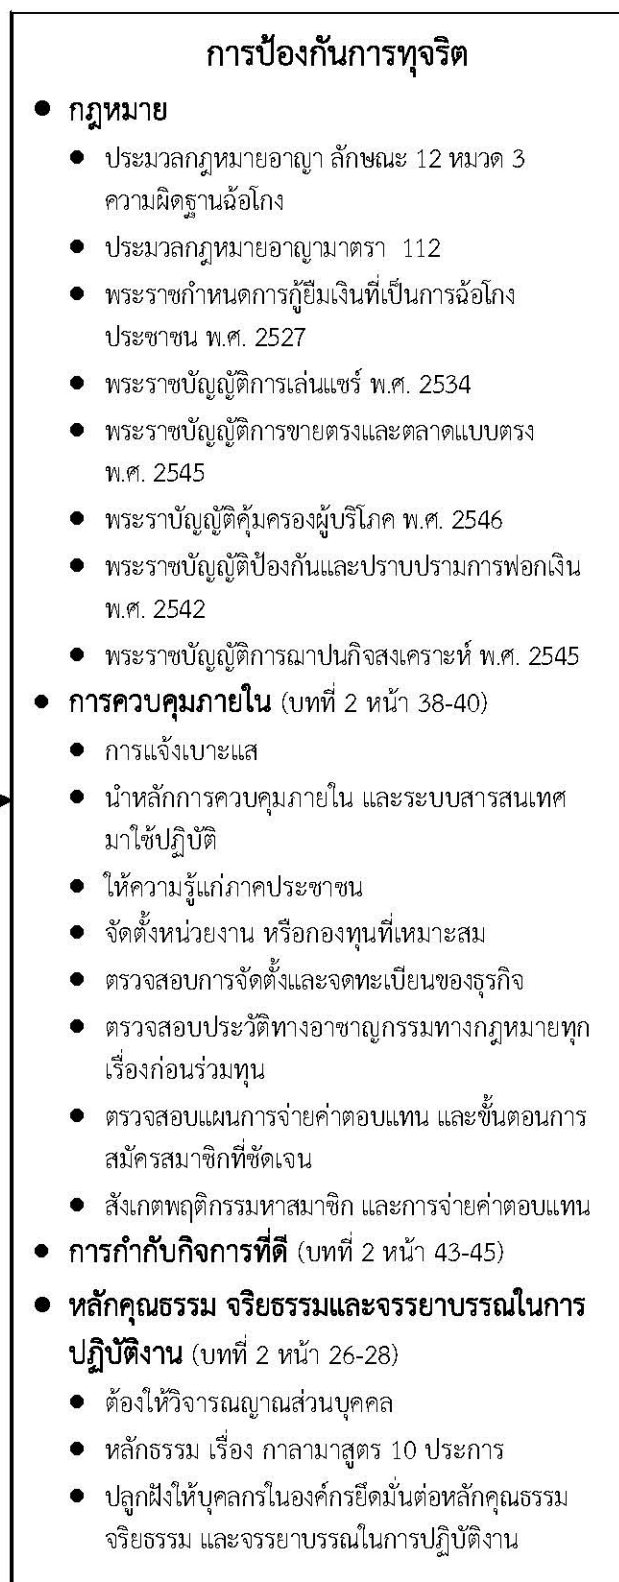 การป้องกันการทุจริต
● กฎหมาย
● ประมวลกฎหมายอาญา ลักษณะ 12 หมวด 3
ความผิดฐานฉ้อโกง
● ประมวลกฎหมายอาญามาตรา 112
● พระราชกำหนดการกู้ยืมเงินที่เป็นการฉ้อโกง
ประชาชน พ.ศ. 2527
● พระราชบัญญัติการเล่นแชร์ พ.ศ. 2534
● พระราชบัญญัติการขายตรงและตลาดแบบตรง
พ.ศ. 2545
● พระราบัญญัติคุ้มครองผู้บริโภค พ.ศ. 2546
● พระราชบัญญัติป้องกันและปราบปรามการฟอกเงิน
พ.ศ. 2542
● พระราชบัญญัติการฌาปนกิจสงเคราะห์ พ.ศ. 2545
● การควบคุมภายใน (บทที่ 2 หน้า 38-40)
● การแจ้งเบาะแส
● นำหลักการควบคุมภายใน และระบบสารสนเทศ
มาใช้ปฏิบัติ
● ให้ความรู้แก่ภาคประชาชน
● จัดตั้งหน่วยงาน หรือกองทุนที่เหมาะสม
● ตรวจสอบการจัดตั้งและจดทะเบียนของธุรกิจ
● ตรวจสอบประวัติทางอาชาญกรรมทางกฎหมายทุก
เรื่องก่อนร่วมทุน
● ตรวจสอบแผนการจ่ายค่าตอบแทน และขั้นตอนการ
สมัครสมาชิกที่ชัดเจน
● สังเกตพฤติกรรมหาสมาชิก และการจ่ายค่าตอบแทน
● การกำกับกิจการที่ดี (บทที่ 2 หน้า 43-45)
● หลักคุณธรรม จริยธรรมและจรรยาบรรณในการ
ปฏิบัติงาน (บทที่ 2 หน้า 26-28)
● ต้องให้วิจารณญาณส่วนบุคคล
● หลักธรรม เรื่อง กาลามาสูตร 10 ประการ
● ปลูกฝังให้บุคลกรในองค์กรยึดมั่นต่อหลักคุณธรรม
จริยธรรม และจรรยาบรรณในการปฏิบัติงาน